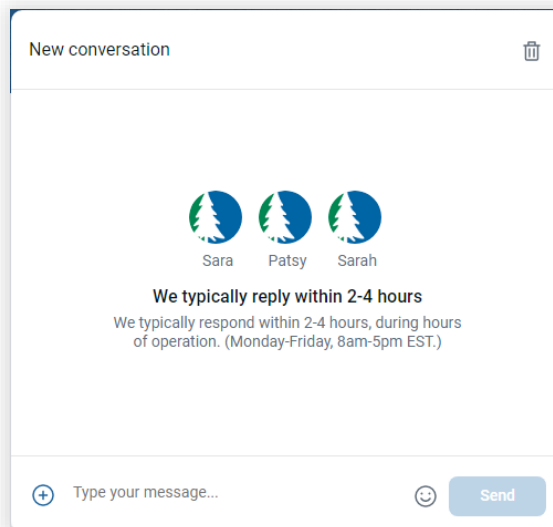 New conversation
Sara Patsy Sarah
We typically reply within 2-4 hours
We typically respond within 2-4 hours, during hours
of operation. (Monday-Friday, 8am-5pm EST.)
Type your message... Send